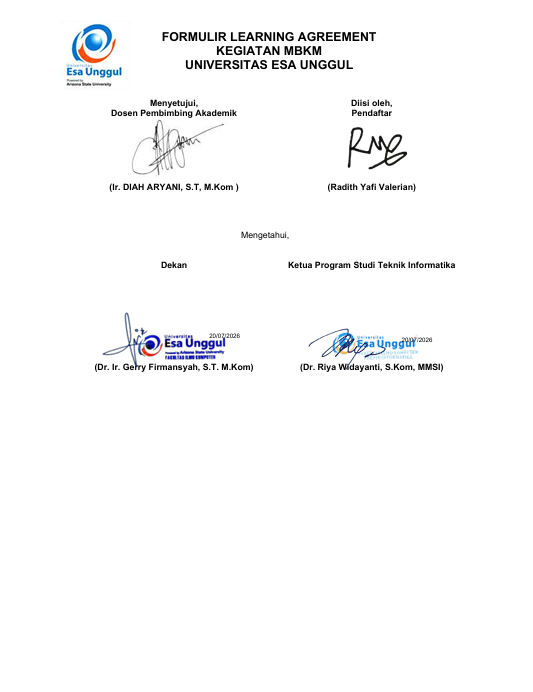 FORMULIR LEARNING AGREEMENT
KEGIATAN MBKM
UNIVERSITAS ESA UNGGUL
Universitas
Esa Unggul
Powered by
Arizona State University
Menyetujui,
Dosen Pembimbing Akademik
(Ir. DIAH ARYANI, S.T, M.Kom )
Diisi oleh,
Pendaftar
(Radith Yafi Valerian)
Mengetahui,
Dekan
Universitas
Esa Unggul
Powered by Arizona State University
FAKULTAS ILMU KOMPUTER
20/07/2026
(Dr. Ir. Gerry Firmansyah, S.T. M.Kom)
Ketua Program Studi Teknik Informatika
Universitas
Esa Unggul
20/07/2026
(Dr. Riya Widayanti, S.Kom, MMSI)